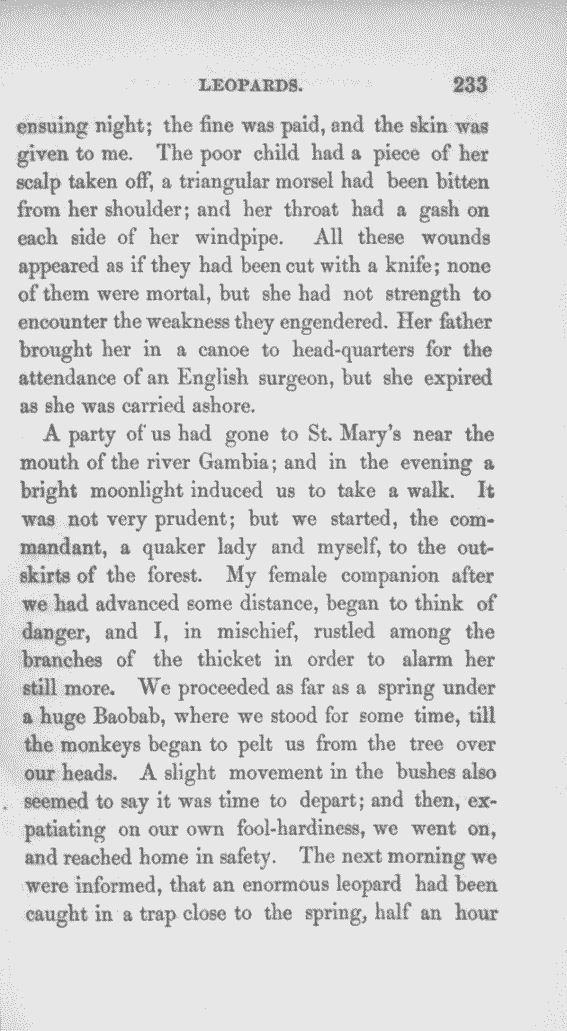 LEOPARDS. 233
ensuing night; the fine was paid, and the skin was
given to me. The poor child had a piece of her
scalp taken off, a triangular morsel had been bitten
from her shoulder; and her throat had a gash on
each side of her windpipe. All these wounds
appeared as if they had been cut with a knife; none
of them were mortal, but she had not strength to
encounter the weakness they engendered. Her father
brought her in a canoe to head-quarters for the
attendance of an English surgeon, but she expired
as she was carried ashore.
A party of us had gone to St. Mary's near the
mouth of the river Gambia; and in the evening a
bright moonlight induced us to take a walk. It
was not very prudent; but we started, the com-
mandant, a quaker lady and myself, to the out-
skirts of the forest. My female companion after
we had advanced some distance, began to think of
danger, and I, in mischief, rustled among the
branches of the thicket in order to alarm her
still more. We proceeded as far as a spring under
a huge Baobab, where we stood for some time, till
the monkeys began to pelt us from the tree over
our heads. A slight movement in the bushes also
seemed to say it was time to depart; and then, ex-
patiating on our own fool-hardiness, we went on,
and reached home in safety. The next morning we
were informed, that an enormous leopard had been
caught in a trap close to the spring, half an hour